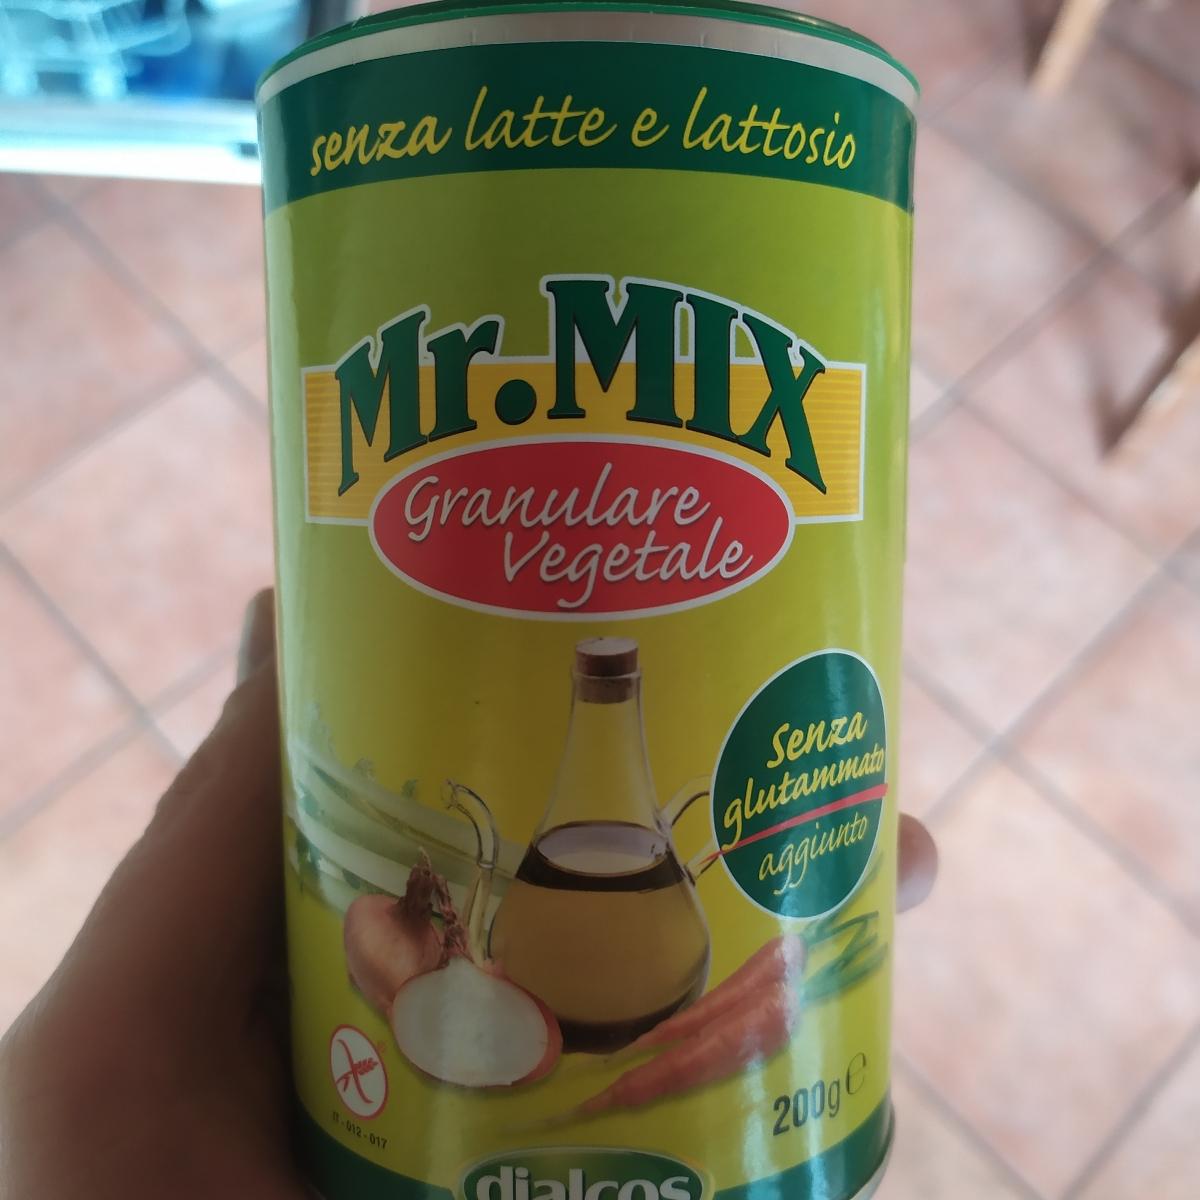 senza latte e lattosio
Mr.MIX
Granulare
Vegetale
Senza
glutammato
aggiunto
IT-012-017
200g e
dialcos